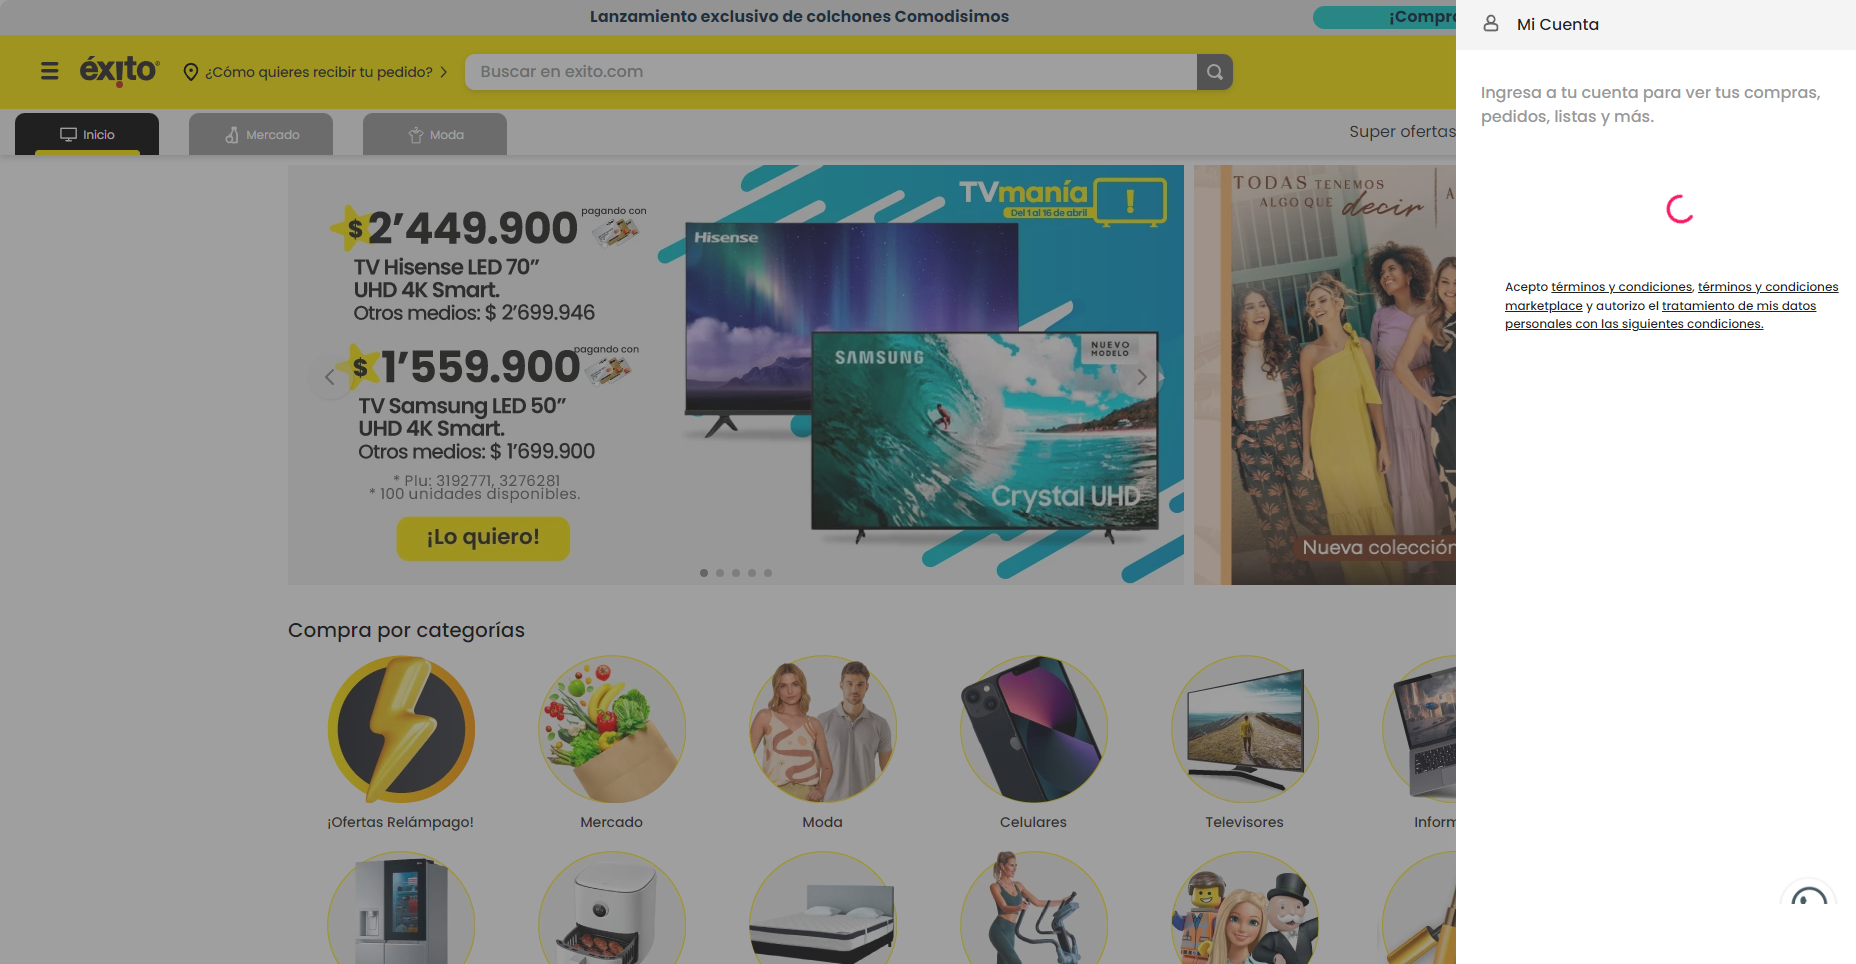 Lanzamiento exclusivo de colchones Comodisimos
Mi Cuenta
éxito
¿Cómo quieres recibir tu pedido?
Buscar en exito.com
Inicio
Mercado
Moda
Super ofertas
Ingresa a tu cuenta para ver tus compras,
pedidos, listas y más.
Acepto términos y condiciones, términos y condiciones
marketplace y autorizo el tratamiento de mis datos
personales con las siguientes condiciones.
$ 2’449.900
pagando con
TV Hisense LED 70”
UHD 4K Smart.
Otros medios: $ 2’699.946
$ 1’559.900
pagando con
TV Samsung LED 50”
UHD 4K Smart.
Otros medios: $ 1’699.900
* Plu: 3192771, 3276281
* 100 unidades disponibles.
¡Lo quiero!
TVmanía
Del 1 al 16 de abril
Hisense
SAMSUNG
NUEVO
MODELO
Crystal UHD
TODAS TENEMOS
ALGO QUE decir
Nueva colección
Compra por categorías
¡Ofertas Relámpago!
Mercado
Moda
Celulares
Televisores